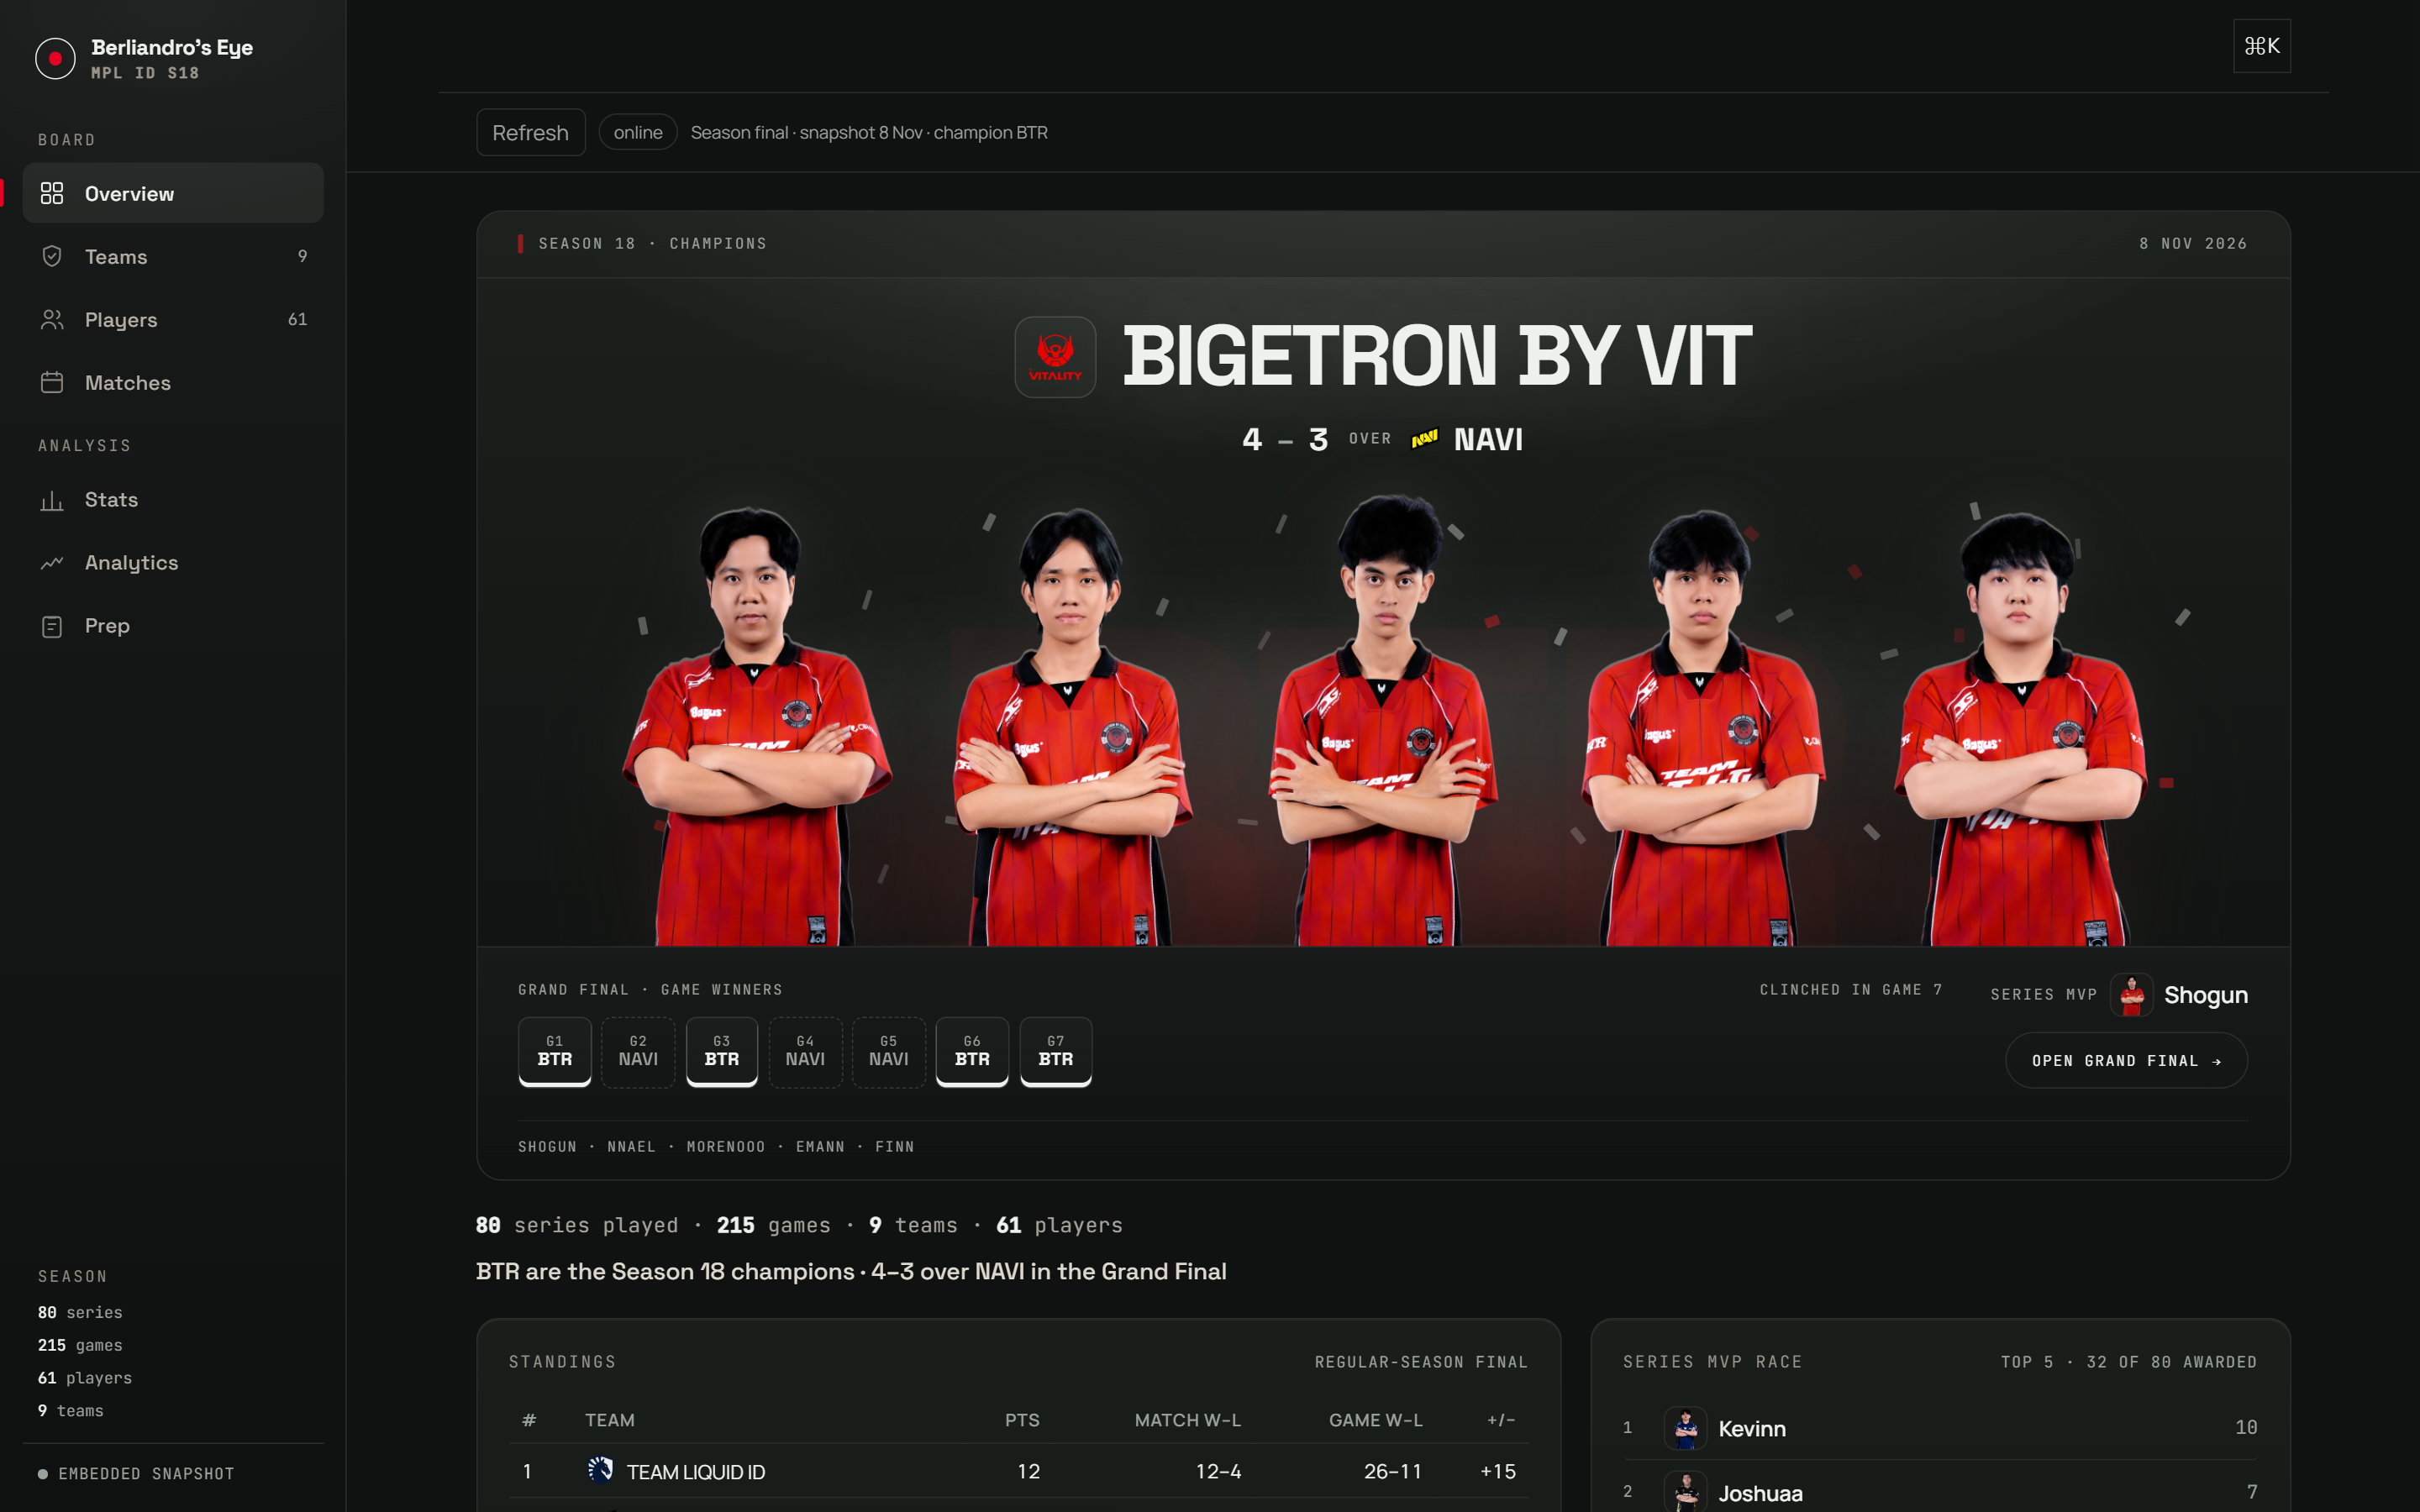 Berliandro's Eye
MPL ID S18
BOARD
Overview
Teams 9
Players 61
Matches
ANALYSIS
Stats
Analytics
Prep
SEASON
80 series
215 games
61 players
9 teams
EMBEDDED SNAPSHOT
⌘K
Refresh online Season final · snapshot 8 Nov · champion BTR
SEASON 18 · CHAMPIONS 8 NOV 2026
VITALITY
BIGETRON BY VIT
4 – 3 OVER NAVI NAVI
GRAND FINAL · GAME WINNERS CLINCHED IN GAME 7 SERIES MVP Shogun
G1 G2 G3 G4 G5 G6 G7
BTR NAVI BTR NAVI NAVI BTR BTR
OPEN GRAND FINAL →
SHOGUN · NNAEL · MORENOOO · EMANN · FINN
80 series played · 215 games · 9 teams · 61 players
BTR are the Season 18 champions · 4–3 over NAVI in the Grand Final
STANDINGS REGULAR-SEASON FINAL
# TEAM PTS MATCH W–L GAME W–L +/−
1 TEAM LIQUID ID 12 12–4 26–11 +15
SERIES MVP RACE TOP 5 · 32 OF 80 AWARDED
1 Kevinn 10
2 Joshuaa 7